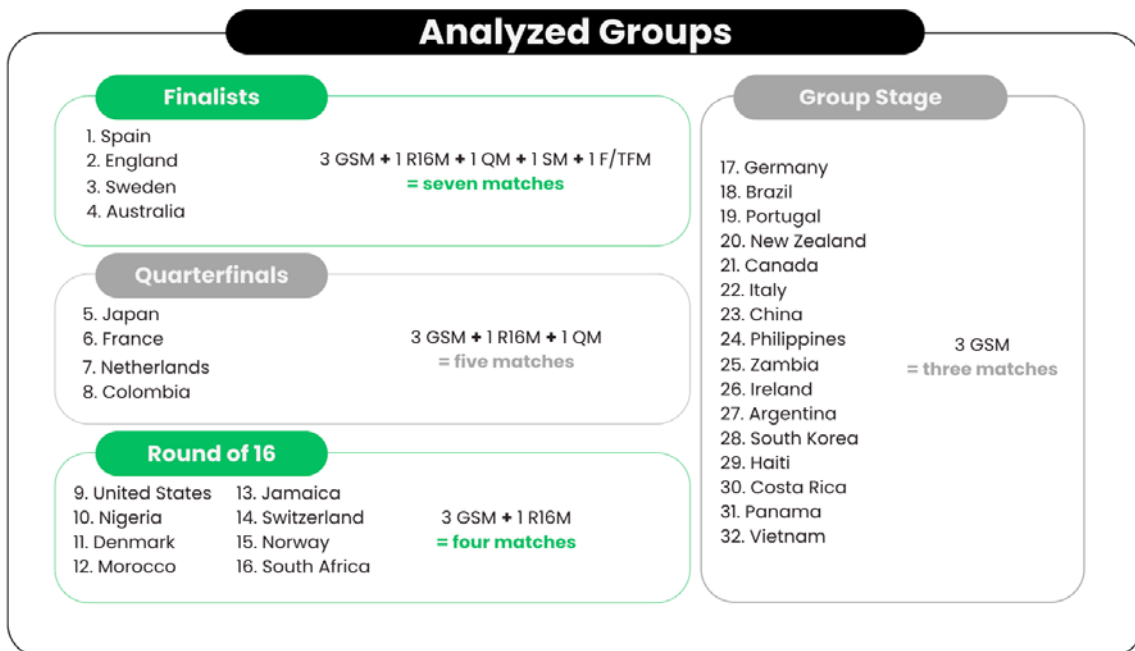 Analyzed Groups
Finalists
1. Spain
2. England
3. Sweden
4. Australia
3 GSM + 1 R16M + 1 QM + 1 SM + 1 F/TFM
= seven matches
Quarterfinals
5. Japan
6. France
7. Netherlands
8. Colombia
3 GSM + 1 R16M + 1 QM
= five matches
Round of 16
9. United States
10. Nigeria
11. Denmark
12. Morocco
13. Jamaica
14. Switzerland
15. Norway
16. South Africa
3 GSM + 1 R16M
= four matches
Group Stage
17. Germany
18. Brazil
19. Portugal
20. New Zealand
21. Canada
22. Italy
23. China
24. Philippines
25. Zambia
26. Ireland
27. Argentina
28. South Korea
29. Haiti
30. Costa Rica
31. Panama
32. Vietnam
3 GSM
= three matches